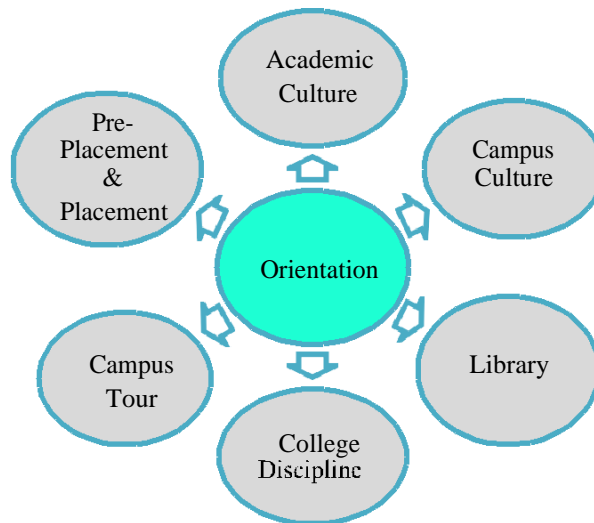 Academic
Culture
Pre-
Placement
&
Placement
Campus
Culture
Orientation
Campus
Tour
Library
College
Discipline